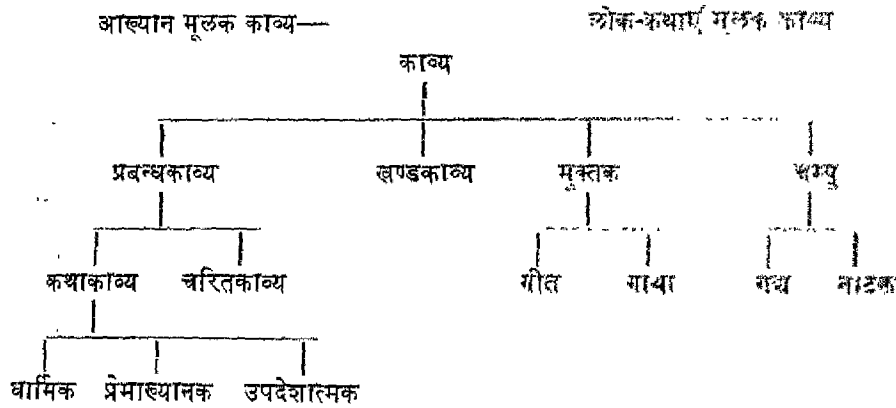 आख्यान मूलक काव्य— लोक-कथाएँ मूलक काव्य
काव्य
प्रबन्धकाव्य खण्डकाव्य मुक्तक चम्पु
कथाकाव्य चरितकाव्य गीत गाथा गद्य नाटक
धार्मिक प्रेमाख्यानक उपदेशात्मक